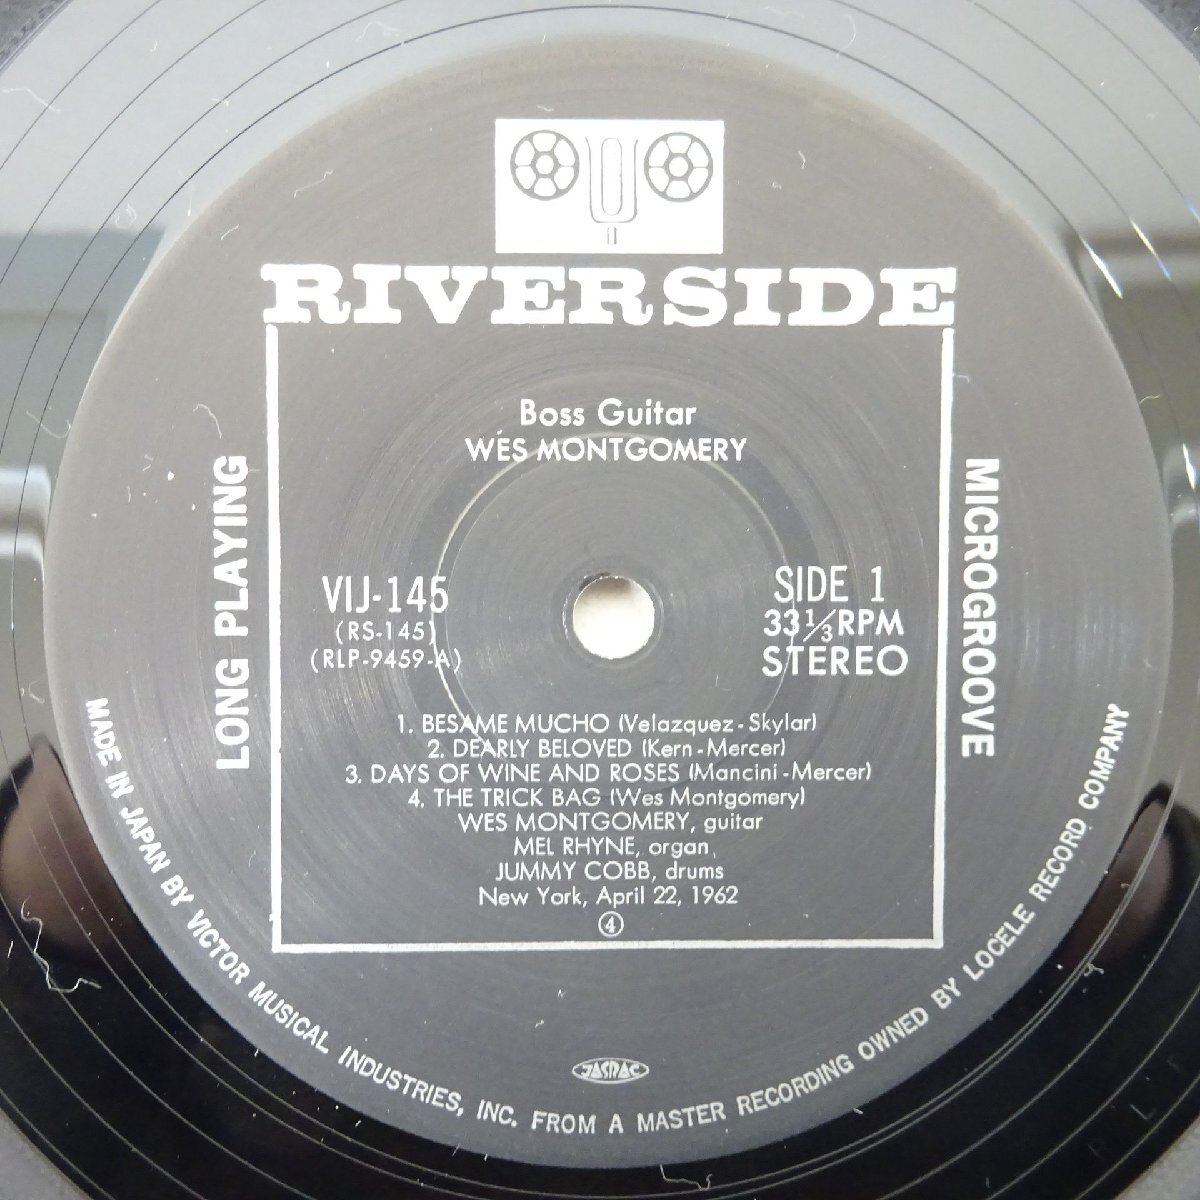 RIVERSIDE
Boss Guitar
WES MONTGOMERY
LONG PLAYING
MICROGROOVE
VIJ-145
(RS-145)
(RLP-9459-A)
SIDE 1
33 1/3 RPM
STEREO
1. BESAME MUCHO (Velazquez - Skylar)
2. DEARLY BELOVED (Kern - Mercer)
3. DAYS OF WINE AND ROSES (Mancini - Mercer)
4. THE TRICK BAG (Wes Montgomery)
WES MONTGOMERY, guitar
MEL RHYNE, organ
JUMMY COBB, drums
New York, April 22, 1962
④
JASRAC
MADE IN JAPAN BY VICTOR MUSICAL INDUSTRIES, INC. FROM A MASTER RECORDING OWNED BY LOCELE RECORD COMPANY